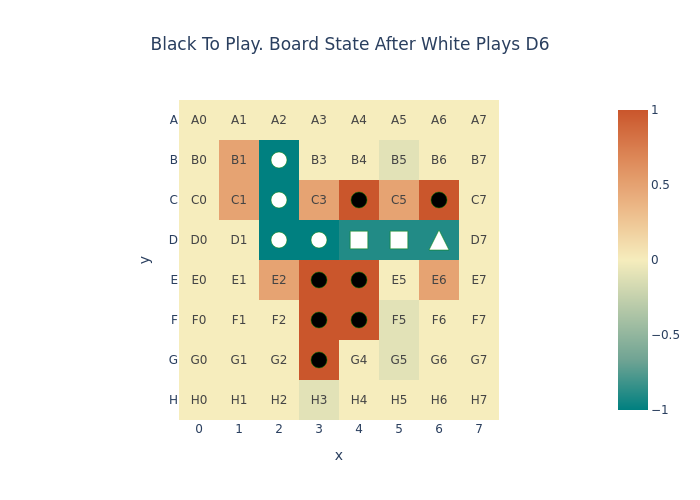 Black To Play. Board State After White Plays D6
A A0 A1 A2 A3 A4 A5 A6 A7
B B0 B1 B3 B4 B5 B6 B7
C C0 C1 C3 C5 C7
D D0 D1 D7
E E0 E1 E2 E5 E6 E7
F F0 F1 F2 F5 F6 F7
G G0 G1 G2 G4 G5 G6 G7
H H0 H1 H2 H3 H4 H5 H6 H7
0 1 2 3 4 5 6 7
x
y
1
0.5
0
−0.5
−1